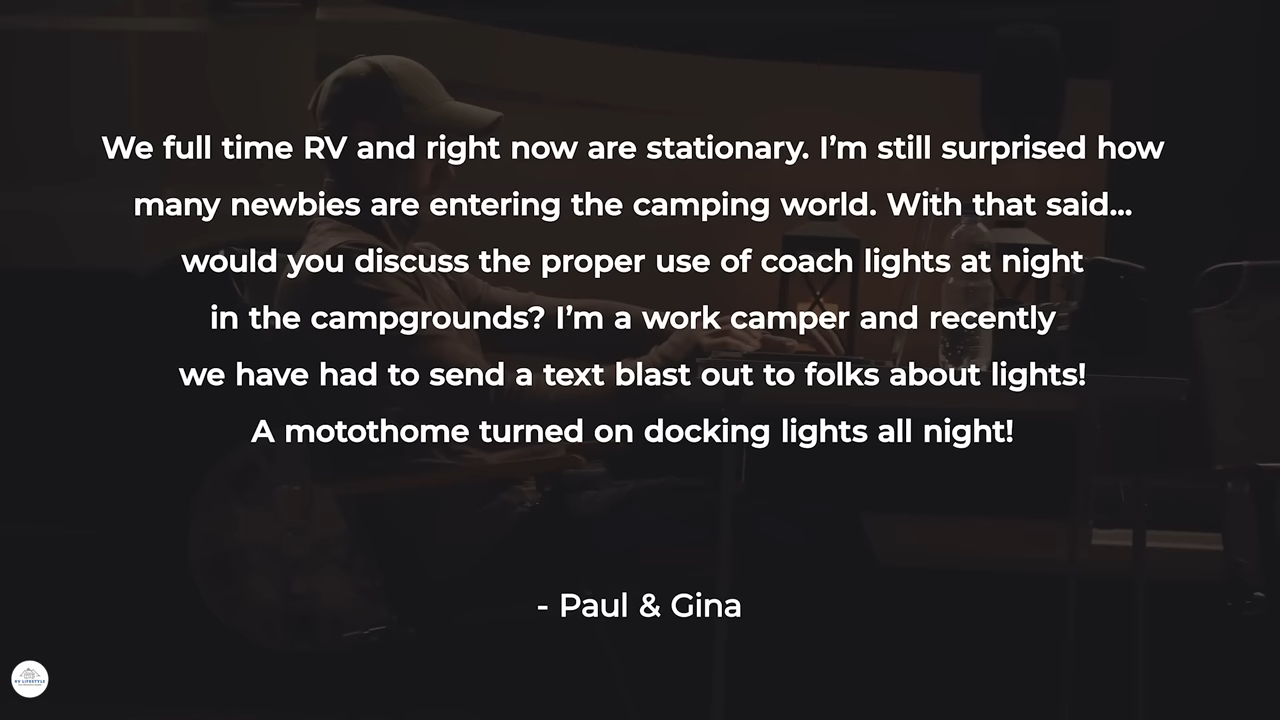 We full time RV and right now are stationary. I’m still surprised how
many newbies are entering the camping world. With that said...
would you discuss the proper use of coach lights at night
in the campgrounds? I’m a work camper and recently
we have had to send a text blast out to folks about lights!
A motothome turned on docking lights all night!
- Paul & Gina
RV LIFESTYLE